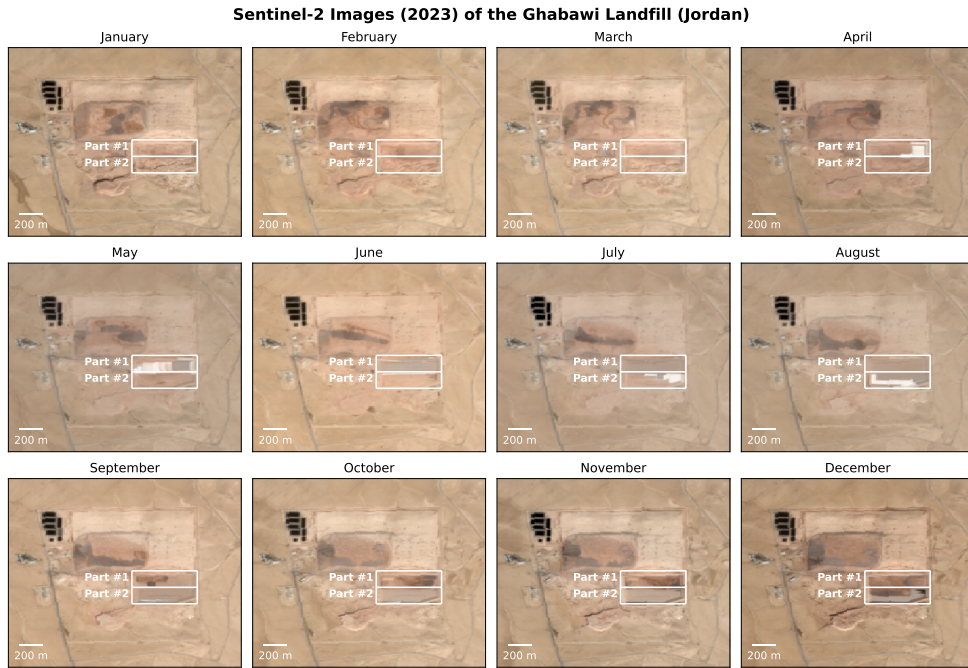 Sentinel-2 Images (2023) of the Ghabawi Landfill (Jordan)
January
February
March
April
Part #1
Part #2
200 m
Part #1
Part #2
200 m
Part #1
Part #2
200 m
Part #1
Part #2
200 m
May
June
July
August
Part #1
Part #2
200 m
Part #1
Part #2
200 m
Part #1
Part #2
200 m
Part #1
Part #2
200 m
September
October
November
December
Part #1
Part #2
200 m
Part #1
Part #2
200 m
Part #1
Part #2
200 m
Part #1
Part #2
200 m